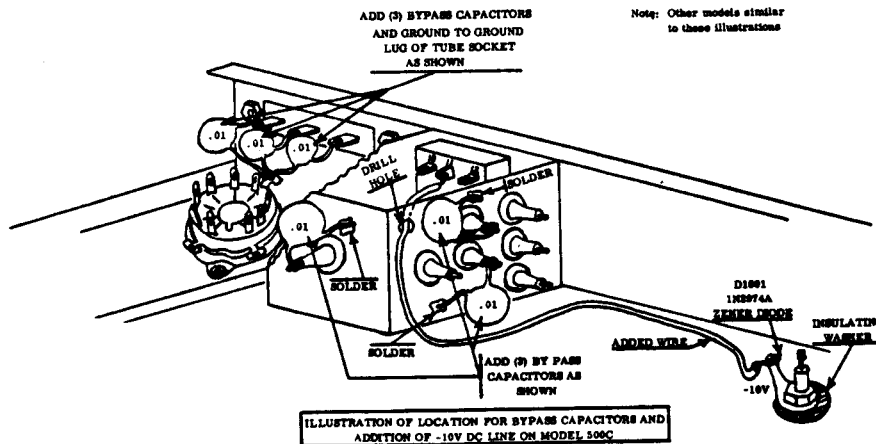 ADD (3) BYPASS CAPACITORS
AND GROUND TO GROUND
LUG OF TUBE SOCKET
AS SHOWN
Note: Other models similar
to these illustrations
.01
.01
.01
DRILL
HOLE
SOLDER
.01
.01
SOLDER
.01
SOLDER
D1001
1N2974A
ZENER DIODE
INSULATING
WASHER
ADDED WIRE
-10V
ADD (3) BY PASS
CAPACITORS AS
SHOWN
ILLUSTRATION OF LOCATION FOR BYPASS CAPACITORS AND
ADDITION OF -10V DC LINE ON MODEL 500C